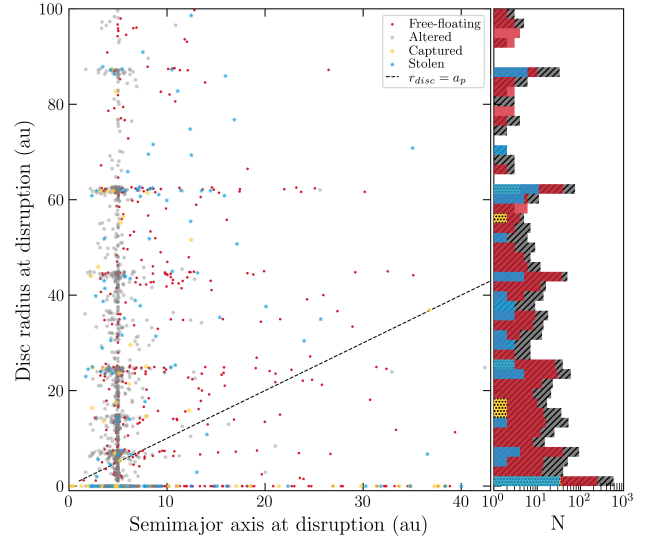 Disc radius at disruption (au)
100
80
60
40
20
0
Free-floating
Altered
Captured
Stolen
r_disc = a_p
0 10 20 30 40
Semimajor axis at disruption (au)
10^0 10^1 10^2 10^3
N